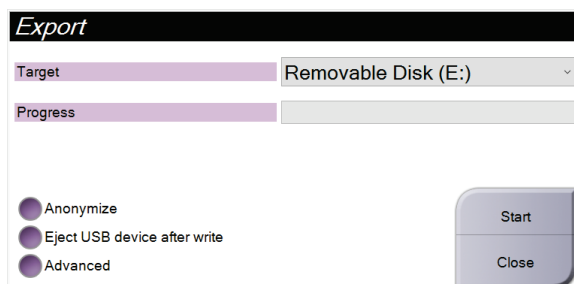 Export
Target
Removable Disk (E:)
Progress
Anonymize
Eject USB device after write
Advanced
Start
Close